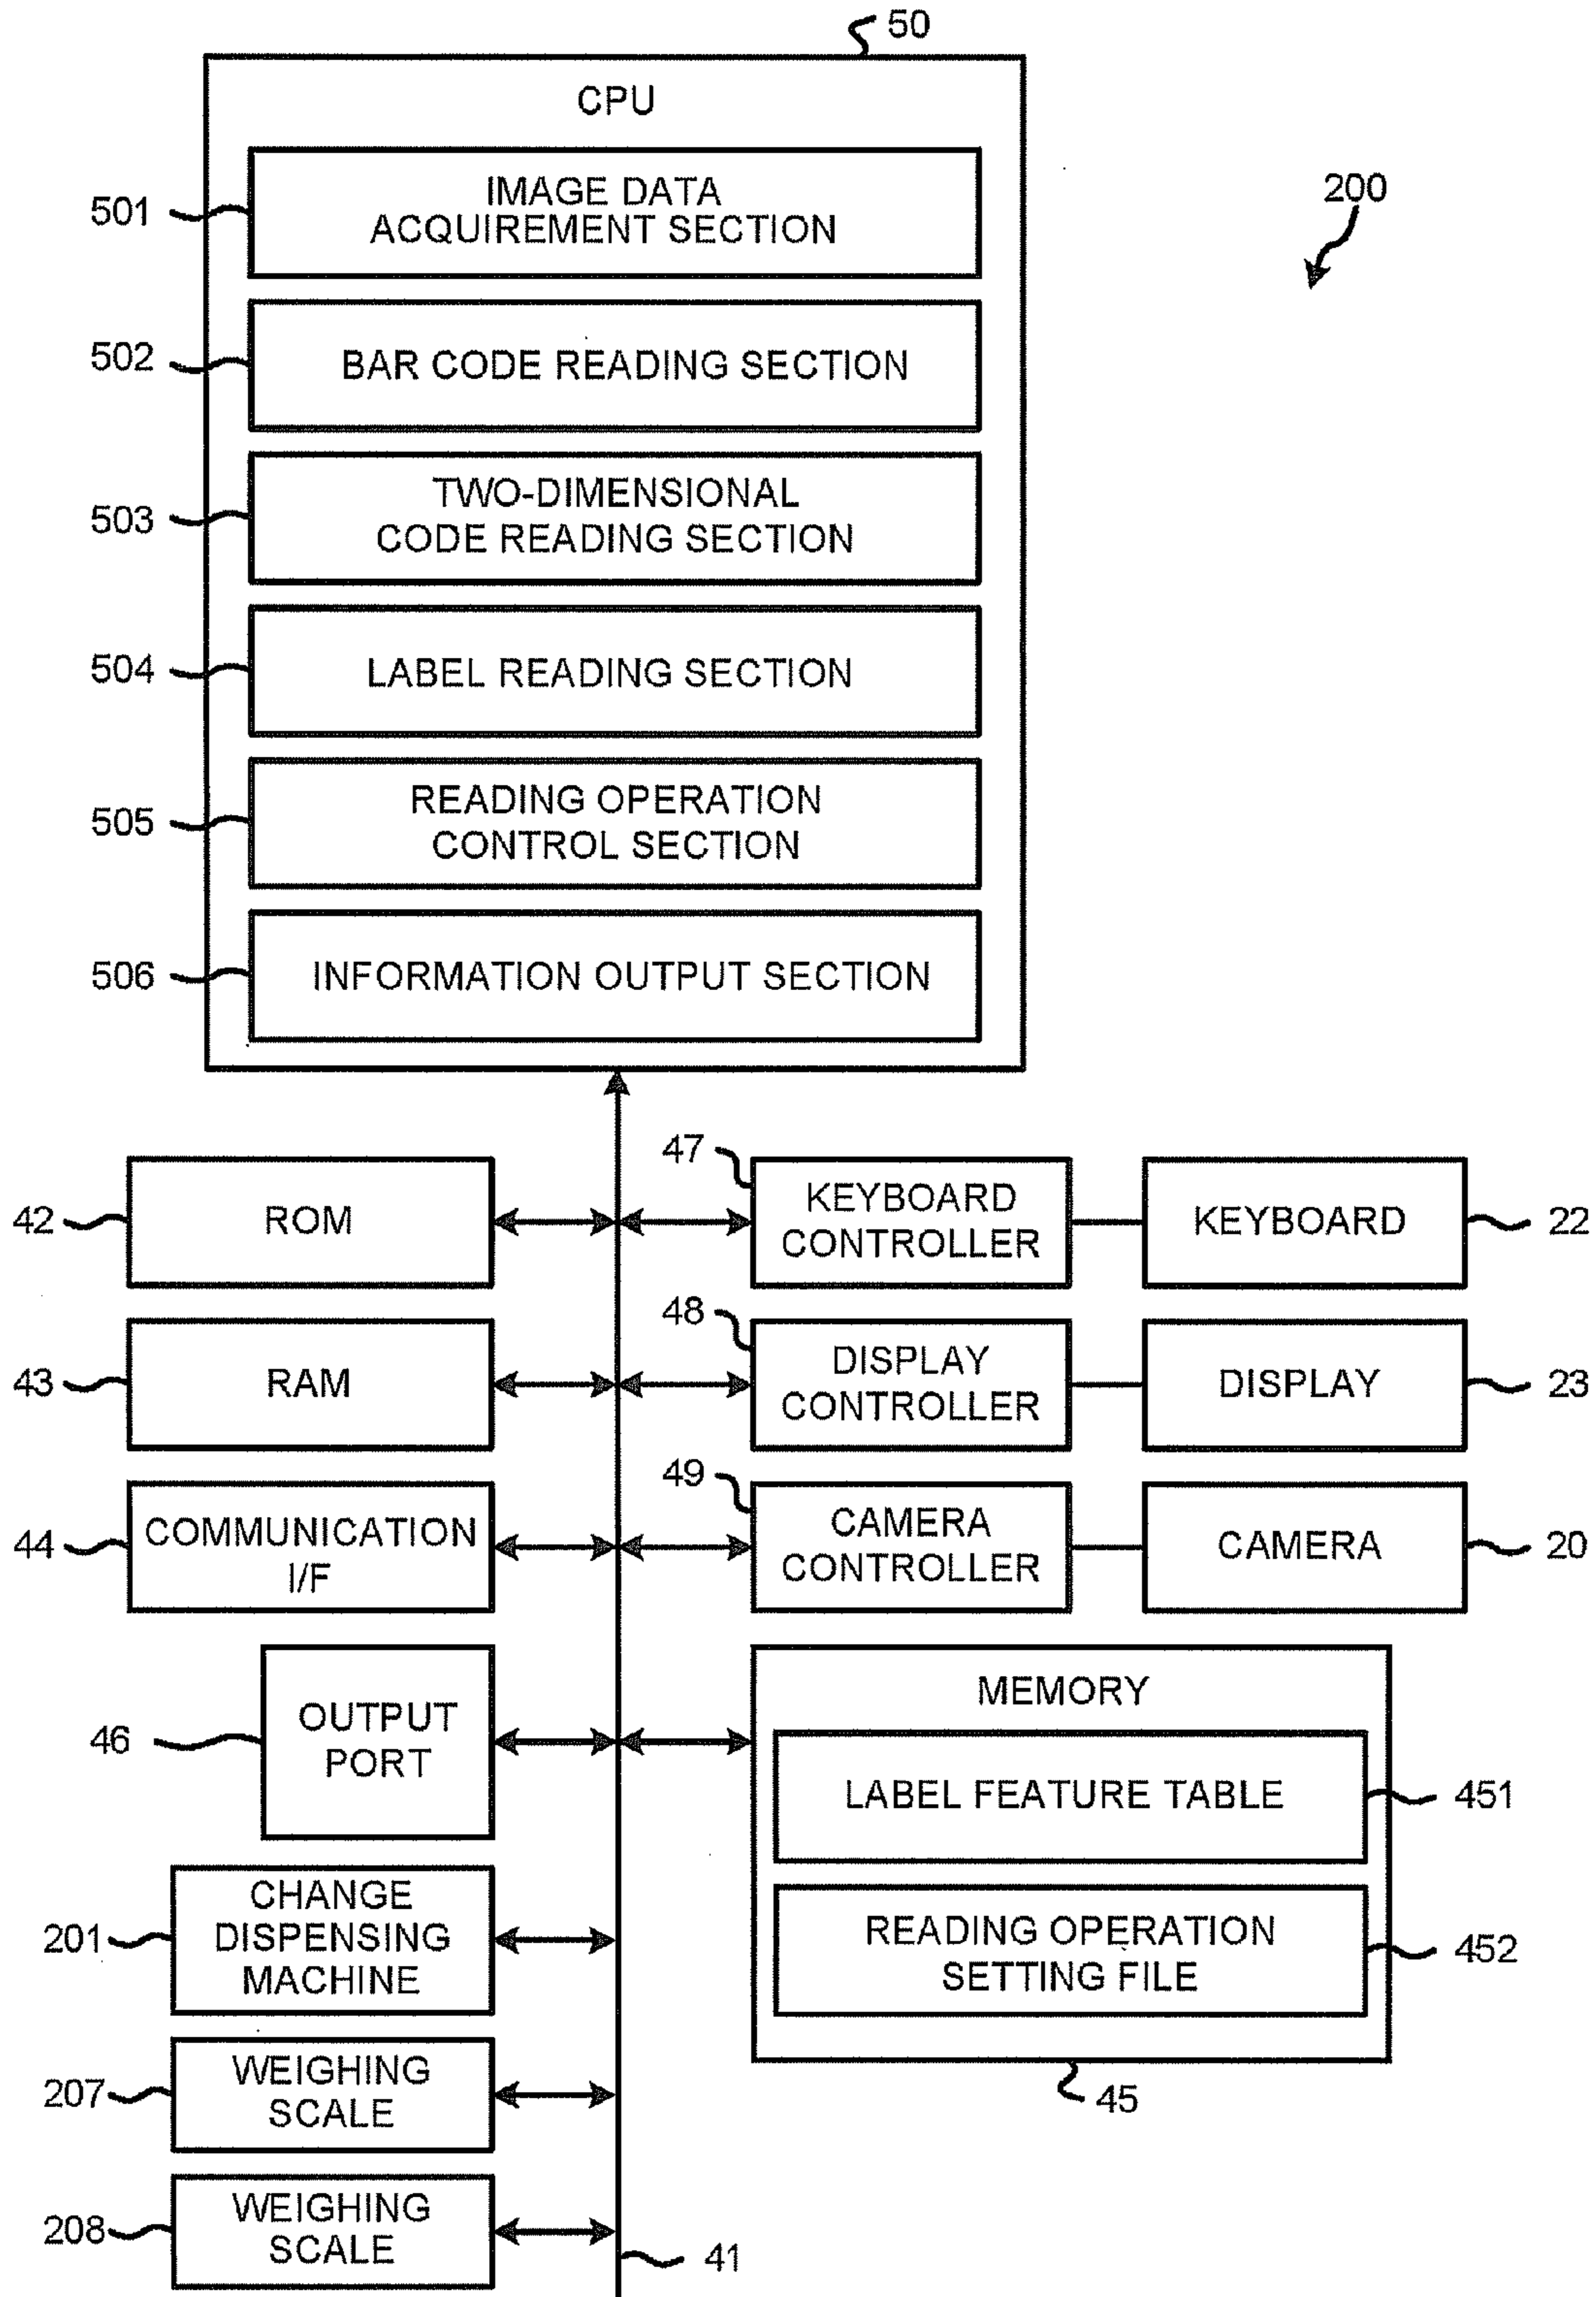 50
CPU
200
501
IMAGE DATA
ACQUIREMENT SECTION
502
BAR CODE READING SECTION
503
TWO-DIMENSIONAL
CODE READING SECTION
504
LABEL READING SECTION
505
READING OPERATION
CONTROL SECTION
506
INFORMATION OUTPUT SECTION
42
ROM
47
KEYBOARD
CONTROLLER
KEYBOARD
22
43
RAM
48
DISPLAY
CONTROLLER
DISPLAY
23
44
COMMUNICATION
I/F
49
CAMERA
CONTROLLER
CAMERA
20
46
OUTPUT
PORT
MEMORY
LABEL FEATURE TABLE
451
READING OPERATION
SETTING FILE
452
45
201
CHANGE
DISPENSING
MACHINE
207
WEIGHING
SCALE
208
WEIGHING
SCALE
41